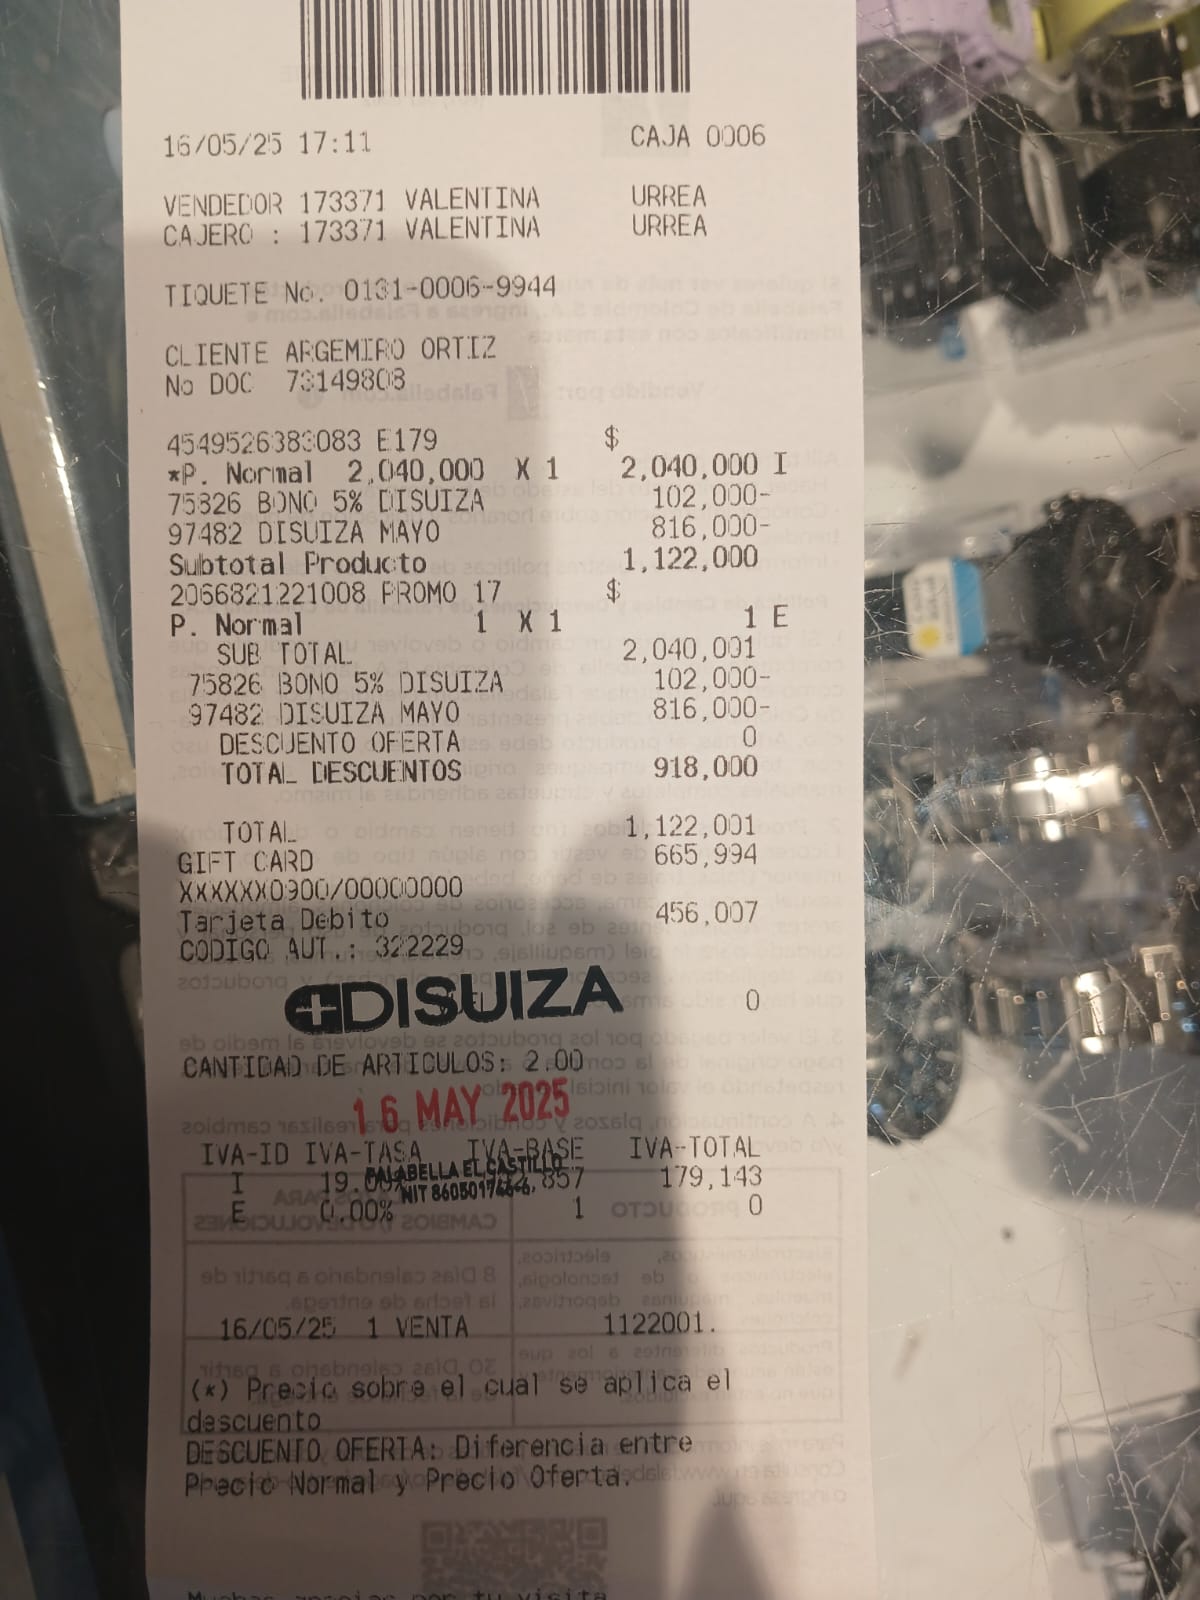 16/05/25 17:11 CAJA 0006
VENDEDOR 173371 VALENTINA URREA
CAJERO : 173371 VALENTINA URREA
TIQUETE No. 0131-0006-9944
CLIENTE ARGEMIRO ORTIZ
No DOC 73149808
4549526383083 E179 $
*P. Normal 2,040,000 X 1 2,040,000 I
75826 BONO 5% DISUIZA 102,000-
97482 DISUIZA MAYO 816,000-
Subtotal Producto 1,122,000
2056821221008 PROMO 17 $
P. Normal 1 X 1 1 E
SUB TOTAL 2,040,001
75826 BONO 5% DISUIZA 102,000-
97482 DISUIZA MAYO 816,000-
DESCUENTO OFERTA 0
TOTAL DESCUENTOS 918,000
TOTAL 1,122,001
GIFT CARD 665,994
XXXXXX0900/00000000
Tarjeta Debito 456,007
CODIGO AUT.: 322229
DISUIZA 0
CANTIDAD DE ARTICULOS: 2.00
16 MAY 2025
IVA-ID IVA-TASA IVA-BASE IVA-TOTAL
FALABELLA EL CASTILLO
I 19.00% 857 179,143
NIT 860501746-6
E 0.00% 1 0
16/05/25 1 VENTA 1122001.
(*) Precio sobre el cual se aplica el
descuento
DESCUENTO OFERTA: Diferencia entre
Precio Normal y Precio Oferta.